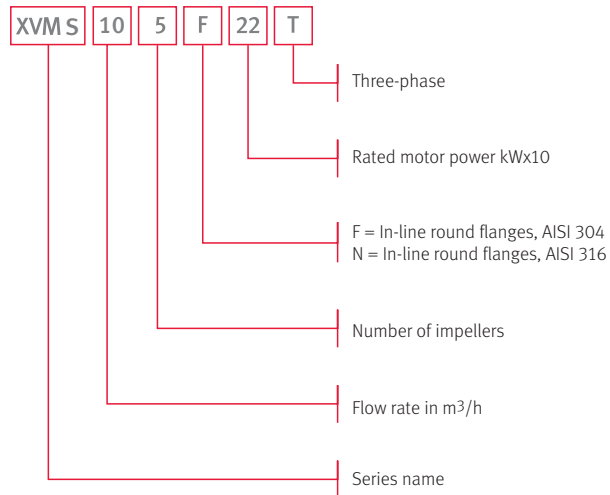 XVM S 10 5 F 22 T
Three-phase
Rated motor power kWx10
F = In-line round flanges, AISI 304
N = In-line round flanges, AISI 316
Number of impellers
Flow rate in m3/h
Series name